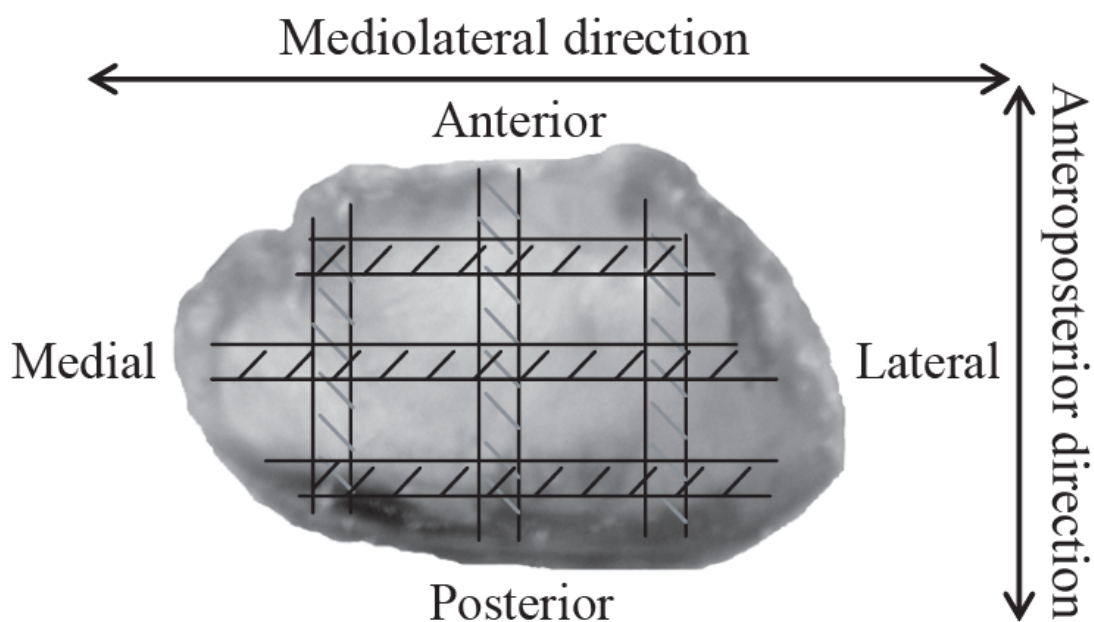 Mediolateral direction
Anterior
Anteroposterior direction
Medial
Lateral
Posterior